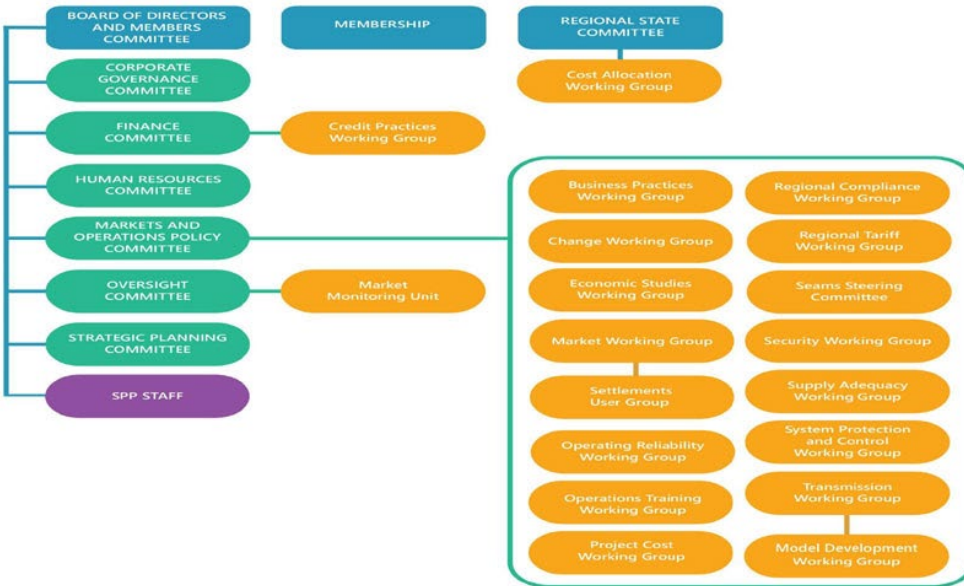 BOARD OF DIRECTORS
AND MEMBERS
COMMITTEE
MEMBERSHIP
REGIONAL STATE
COMMITTEE
CORPORATE
GOVERNANCE
COMMITTEE
Cost Allocation
Working Group
FINANCE
COMMITTEE
Credit Practices
Working Group
HUMAN RESOURCES
COMMITTEE
MARKETS AND
OPERATIONS POLICY
COMMITTEE
OVERSIGHT
COMMITTEE
Market
Monitoring Unit
STRATEGIC PLANNING
COMMITTEE
SPP STAFF
Business Practices
Working Group
Change Working Group
Economic Studies
Working Group
Market Working Group
Settlements
User Group
Operating Reliability
Working Group
Operations Training
Working Group
Project Cost
Working Group
Regional Compliance
Working Group
Regional Tariff
Working Group
Seams Steering
Committee
Security Working Group
Supply Adequacy
Working Group
System Protection
and Control
Working Group
Transmission
Working Group
Model Development
Working Group